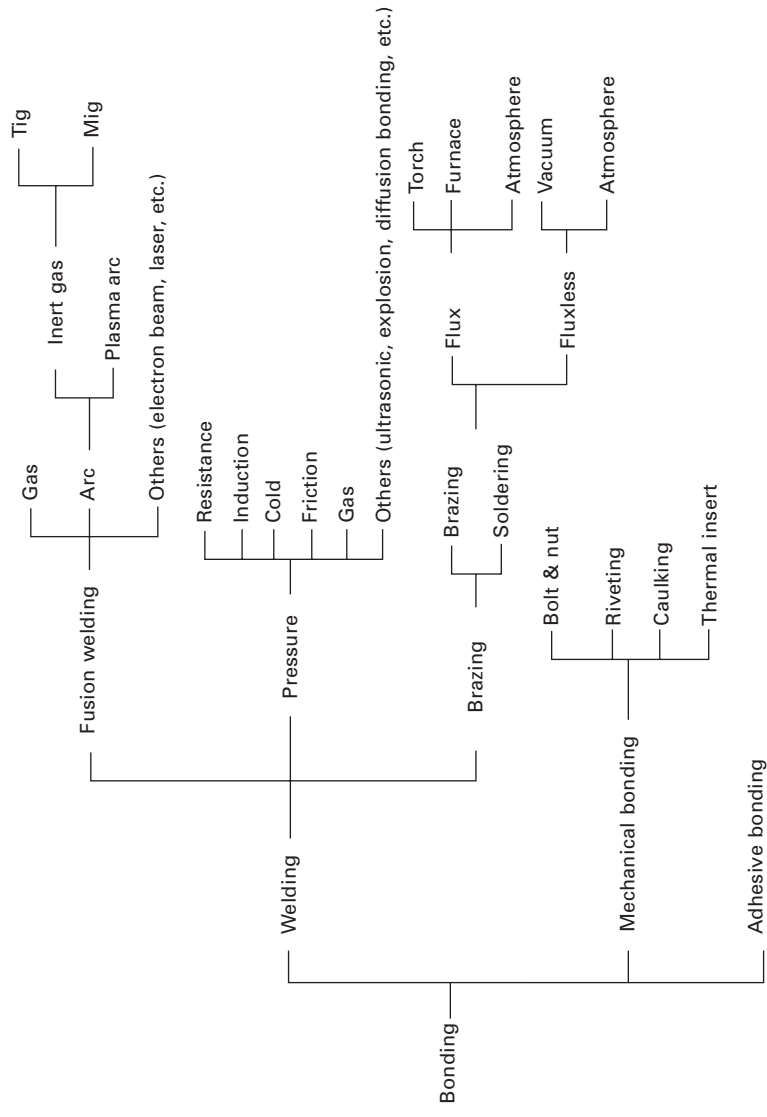 Bonding
Welding
Fusion welding
Gas
Arc
Inert gas
Tig
Mig
Plasma arc
Others (electron beam, laser, etc.)
Pressure
Resistance
Induction
Cold
Friction
Gas
Others (ultrasonic, explosion, diffusion bonding, etc.)
Brazing
Brazing
Flux
Torch
Furnace
Atmosphere
Fluxless
Vacuum
Atmosphere
Soldering
Mechanical bonding
Bolt & nut
Riveting
Caulking
Thermal insert
Adhesive bonding